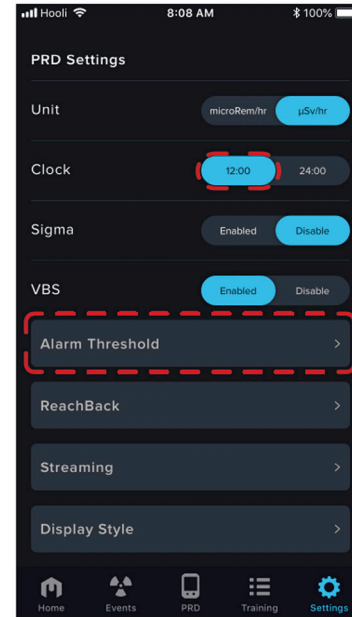 Hooli 8:08 AM 100%
PRD Settings
Unit microRem/hr µSv/hr
Clock 12:00 24:00
Sigma Enabled Disable
VBS Enabled Disable
Alarm Threshold
ReachBack
Streaming
Display Style
Home Events PRD Training Settings